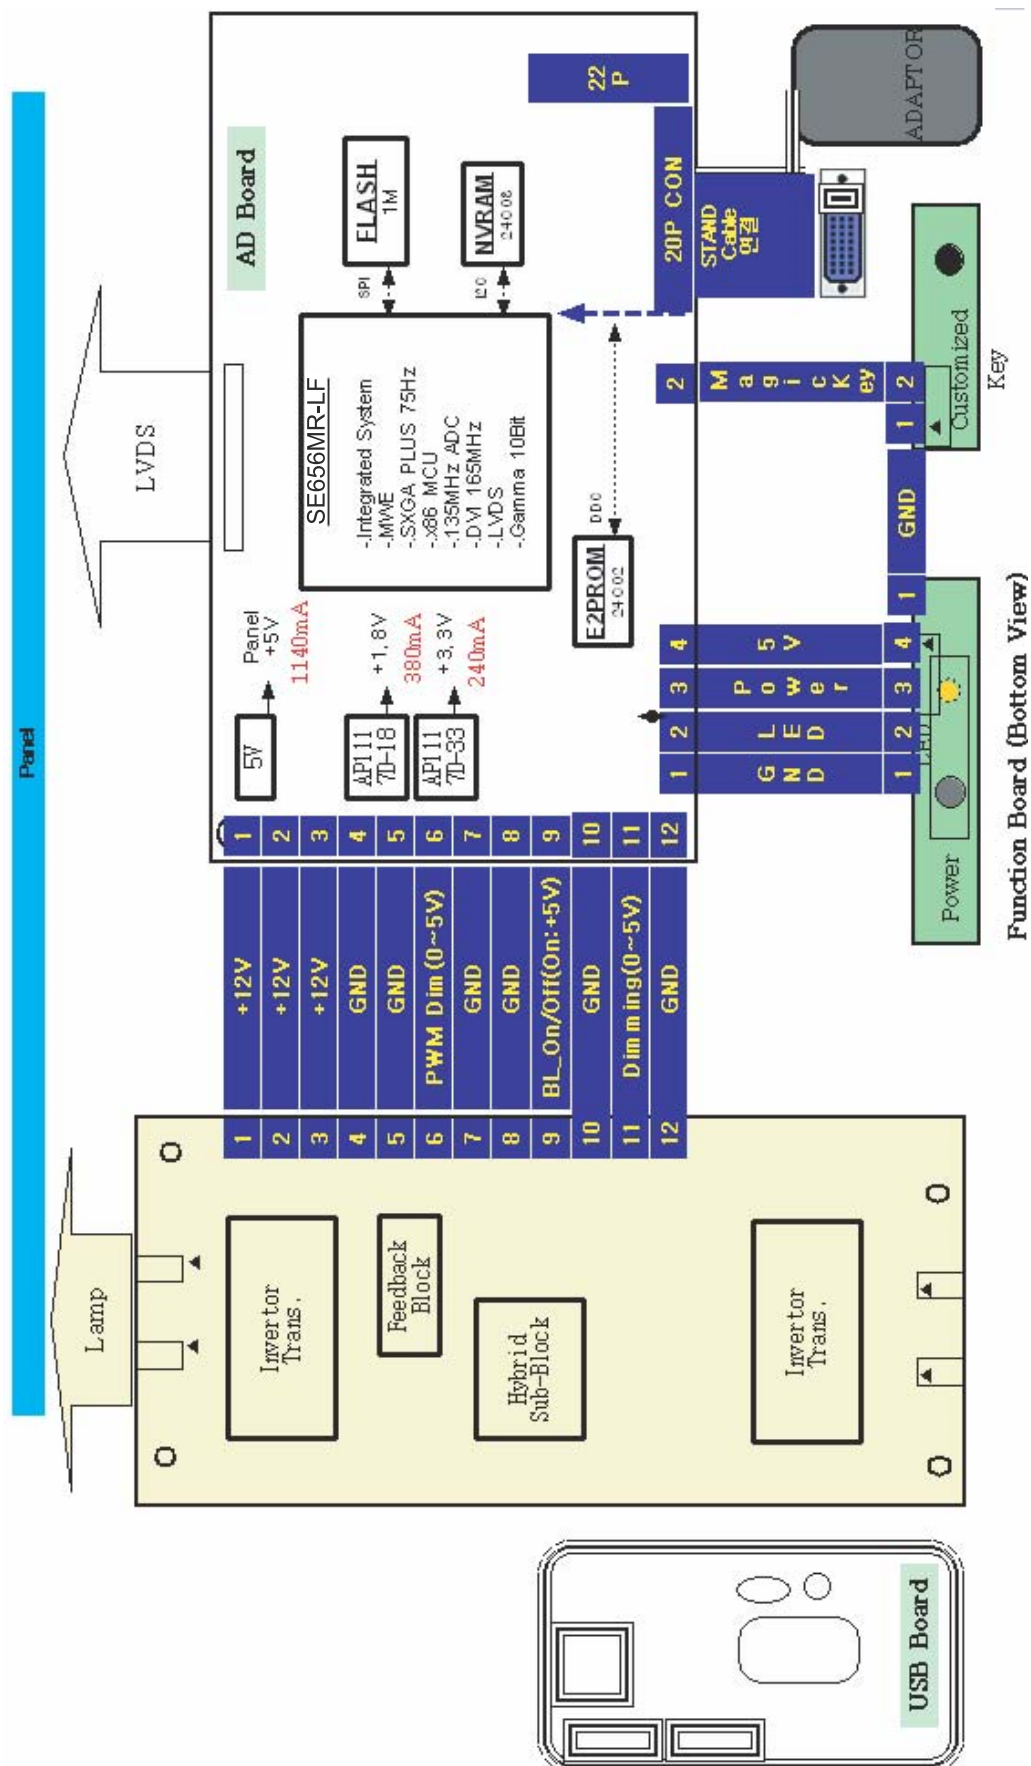 Panel
Lamp
LVDS
AD Board
Invertor
Trans.
Feedback
Block
Hybrid
Sub-Block
Invertor
Trans.
1 +12V 1
2 +12V 2
3 +12V 3
4 GND 4
5 GND 5
6 PWM Dim(0~5V) 6
7 GND 7
8 GND 8
9 BL_On/Off(On:+5V) 9
10 GND 10
11 Dimming(0~5V) 11
12 GND 12
5V
Panel
+5V
1140mA
AP111
7D-18
+1,8V
380mA
AP111
7D-33
+3,3V
240mA
SE656MR-LF
-.Integrated System
-.MWE
-.SXGA PLUS 75Hz
-.x86 MCU
-.135MHz ADC
-.DVI 165MHz
-.LVDS
-.Gamma 10Bit
SPI
FLASH
1M
I2C
NVRAM
24C08
E2PROM
24C02
DDC
22
P
20P CON
STAND
Cable
연결
ADAPTOR
1 GND 1
2 LED 2
3 Power 3
4 5V 4
1 GND 1
2 Magic Key 2
Power
LED
Customized
Key
Function Board (Bottom View)
USB Board